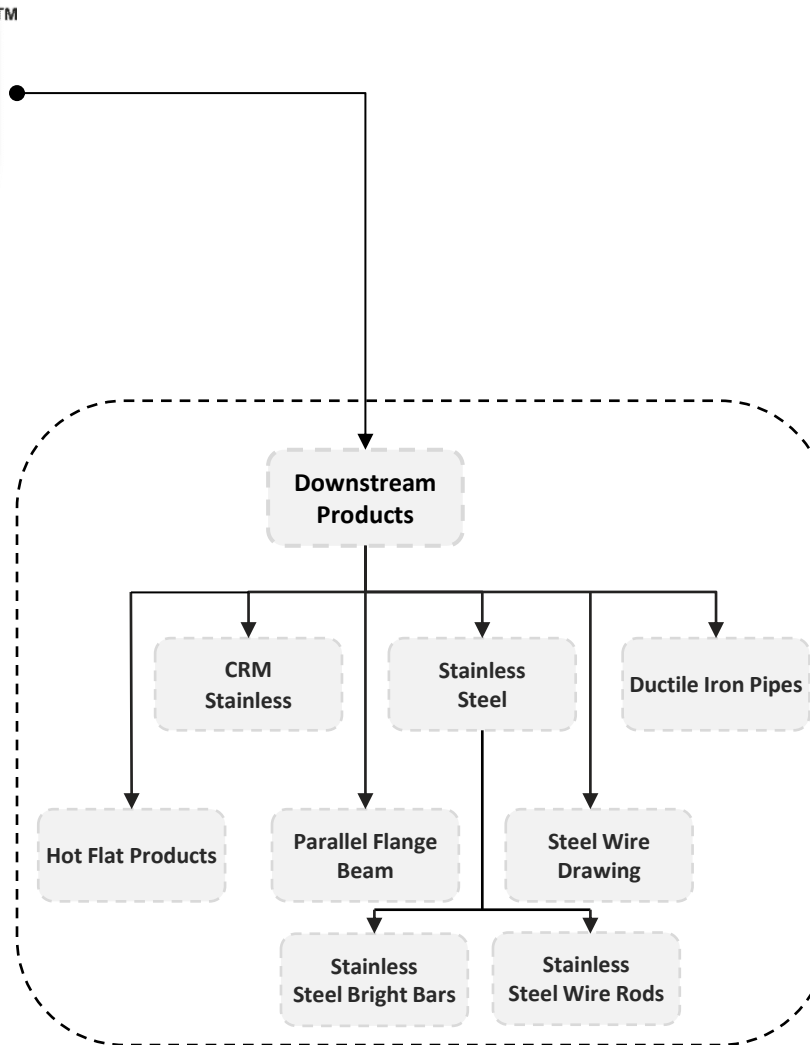 TM
Downstream
Products
CRM
Stainless
Stainless
Steel
Ductile Iron Pipes
Hot Flat Products
Parallel Flange
Beam
Steel Wire
Drawing
Stainless
Steel Bright Bars
Stainless
Steel Wire Rods